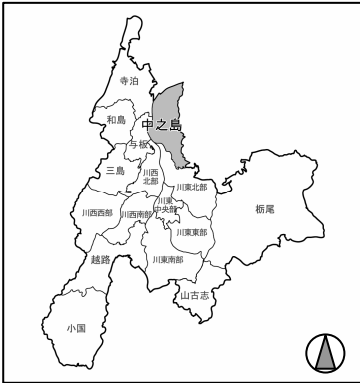 寺泊
和島
中之島
与板
三島
川西
北部
川東北部
川東
中央部
栃尾
川西西部
川西南部
川東東部
越路
川東南部
山古志
小国